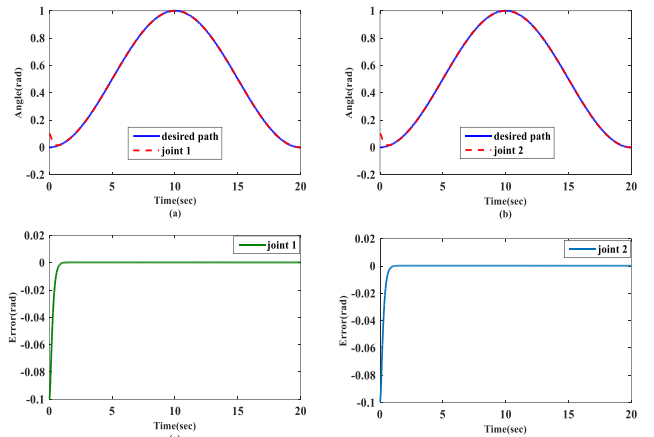 1
0.8
0.6
0.4
0.2
0
-0.2
Angle(rad)
desired path
joint 1
0 5 10 15 20
Time(sec)
(a)
1
0.8
0.6
0.4
0.2
0
-0.2
Angle(rad)
desired path
joint 2
0 5 10 15 20
Time(sec)
(b)
0.02
0
-0.02
-0.04
-0.06
-0.08
-0.1
Error(rad)
joint 1
0 5 10 15 20
Time(sec)
0.02
0
-0.02
-0.04
-0.06
-0.08
-0.1
Error(rad)
joint 2
0 5 10 15 20
Time(sec)